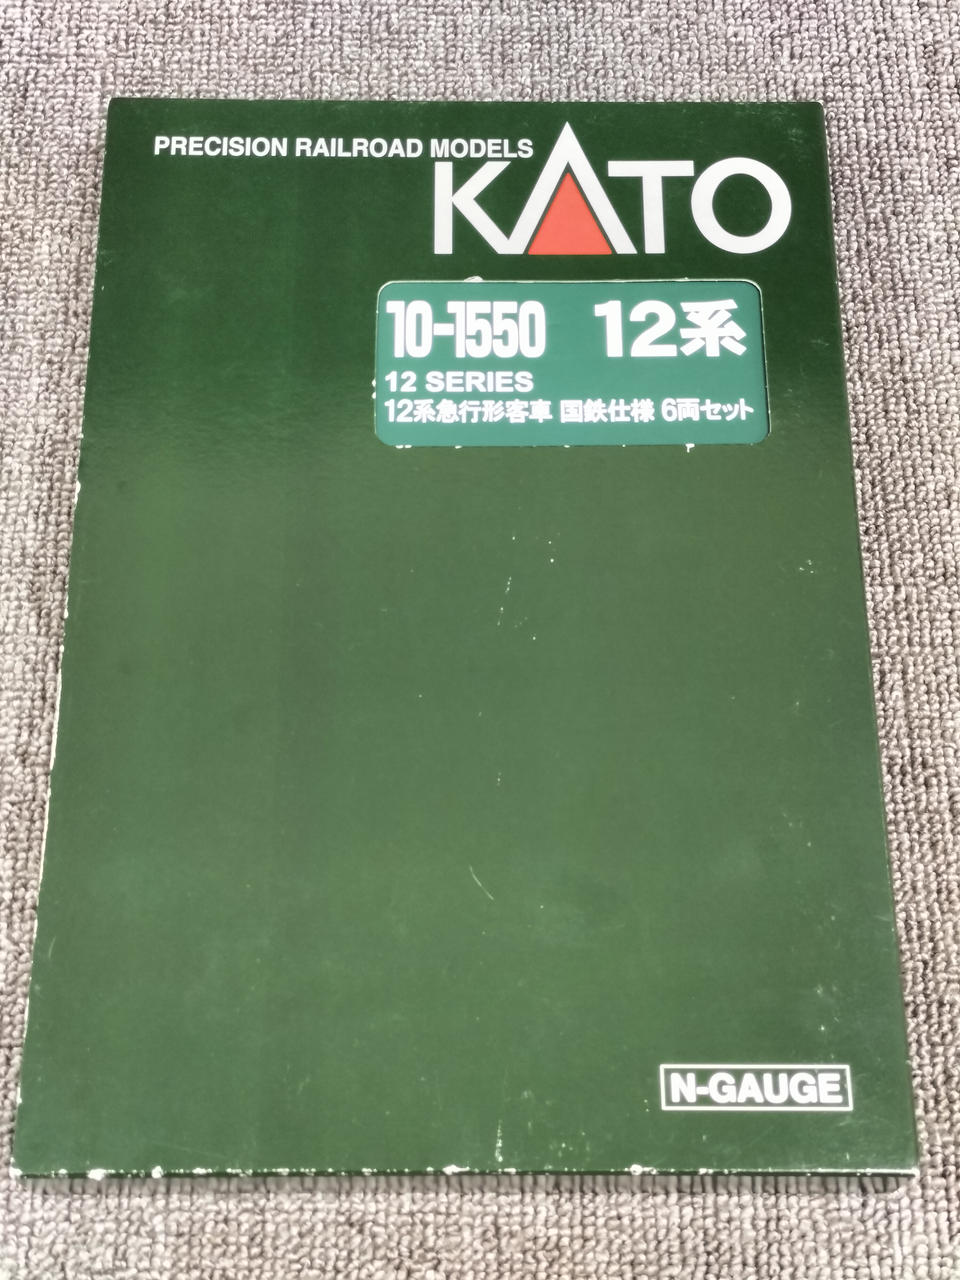 PRECISION RAILROAD MODELS
KATO
10-1550 12系
12 SERIES
12系急行形客車 国鉄仕様 6両セット
N-GAUGE